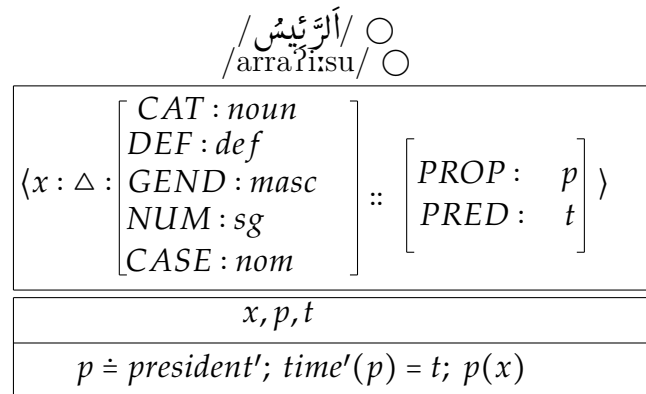 /اَلرَّئِيسُ/ ○
/arraʔiːsu/ ○
⟨x : △ : [CAT : noun
DEF : def
GEND : masc
NUM : sg
CASE : nom] :: [PROP : p
PRED : t] ⟩
x, p, t
p ≐ president′; time′(p) = t; p(x)